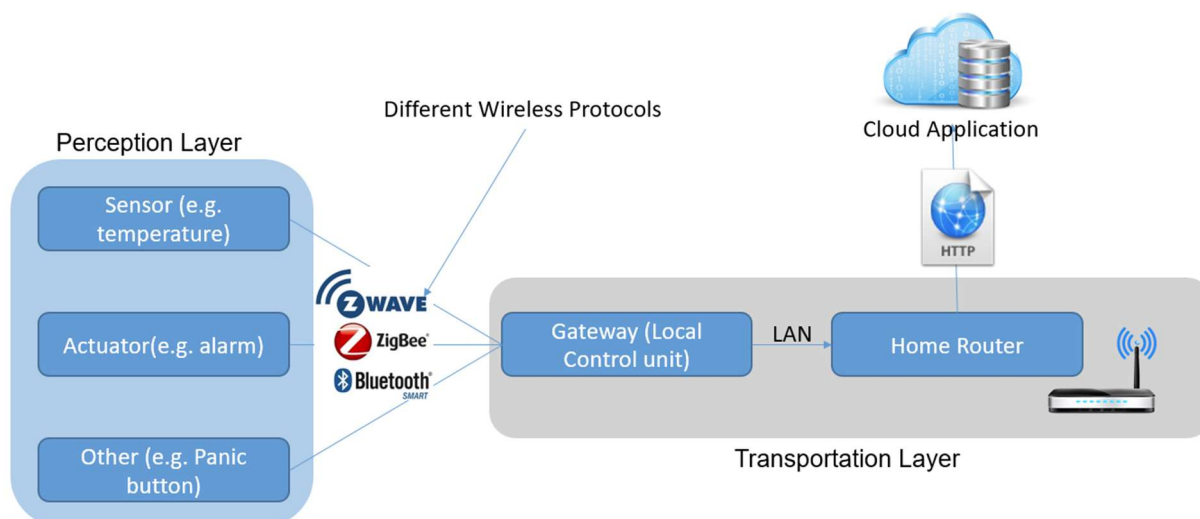 Different Wireless Protocols
Cloud Application
HTTP
Perception Layer
Sensor (e.g.
temperature)
Actuator(e.g. alarm)
Other (e.g. Panic
button)
Z WAVE
ZigBee®
Bluetooth®
SMART
Gateway (Local
Control unit)
LAN
Home Router
Transportation Layer